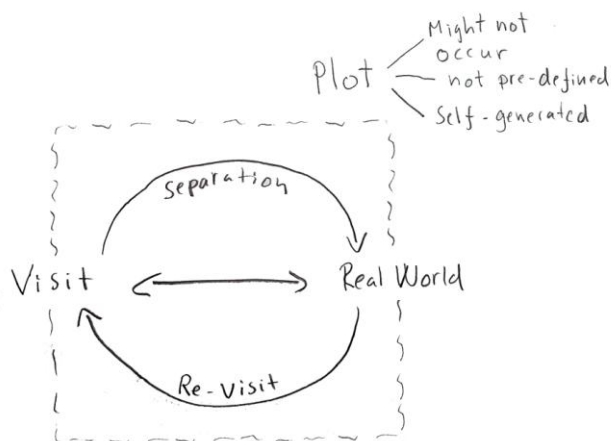 Might not
occur
Plot
not pre-defined
Self-generated
separation
Visit
Real World
Re-Visit